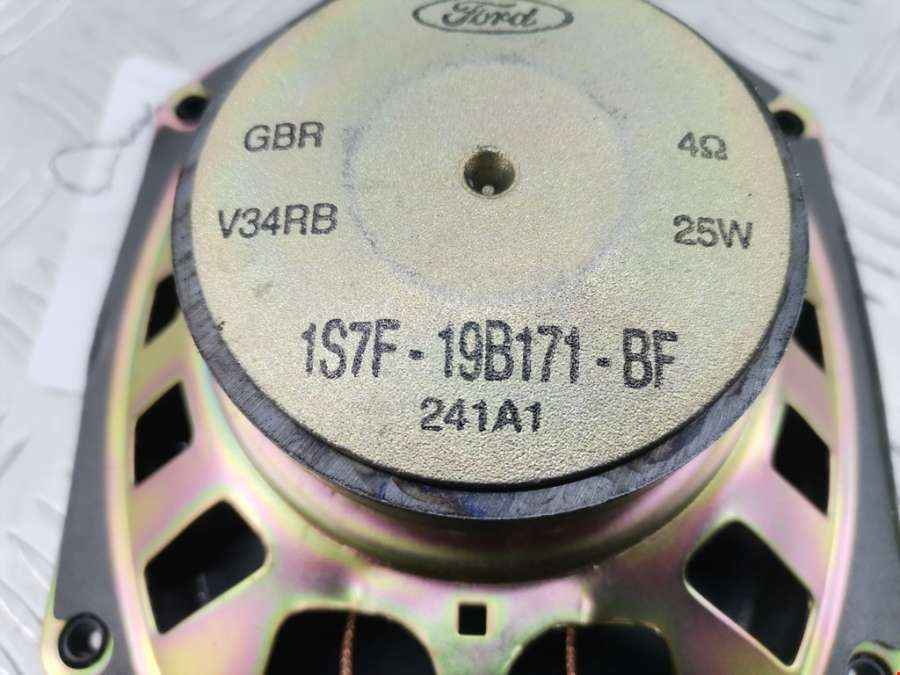 Ford
GBR 4Ω
V34RB 25W
1S7F-19B171-BF
241A1